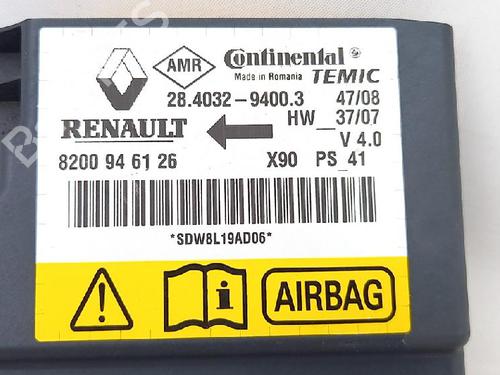 AMR Continental ®
Made in Romania TEMIC
28.4032-9400.3 47/08
HW__37/07
RENAULT V 4.0
8200 94 61 26 X90 PS_41
*SDW8L19AD06*
i AIRBAG